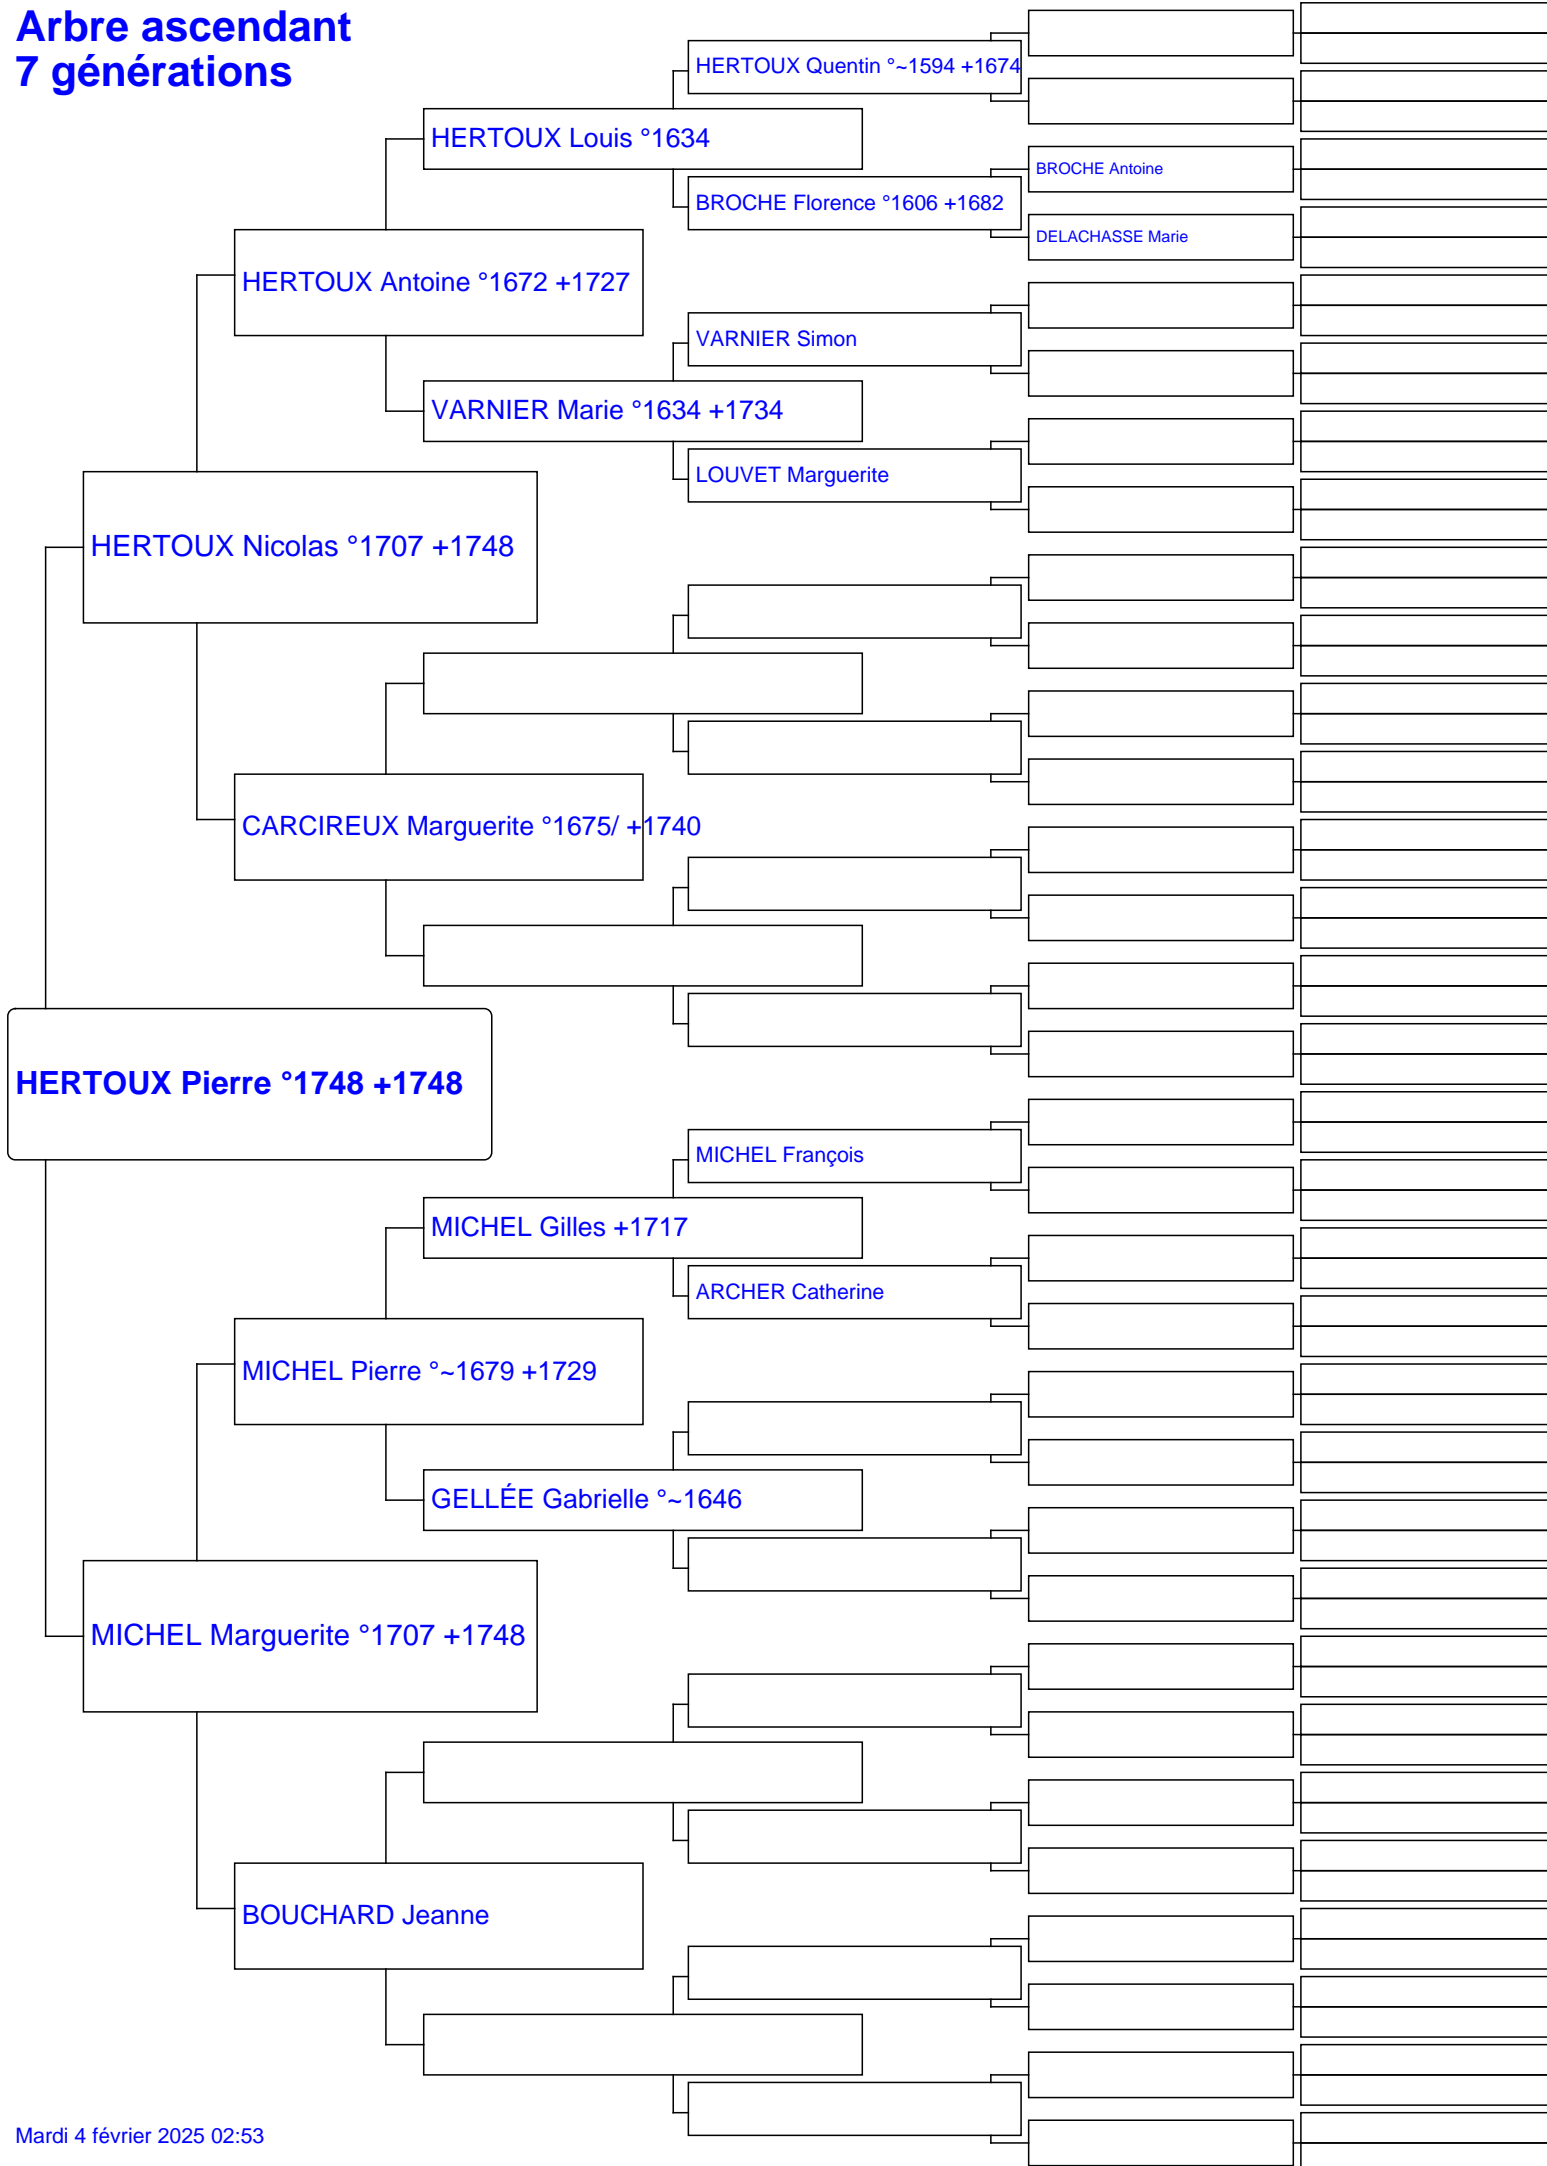 Arbre ascendant
7 générations
HERTOUX Quentin °~1594 +1674
HERTOUX Louis °1634
BROCHE Antoine
BROCHE Florence °1606 +1682
DELACHASSE Marie
HERTOUX Antoine °1672 +1727
VARNIER Simon
VARNIER Marie °1634 +1734
LOUVET Marguerite
HERTOUX Nicolas °1707 +1748
CARCIREUX Marguerite °1675/ +1740
HERTOUX Pierre °1748 +1748
MICHEL François
MICHEL Gilles +1717
ARCHER Catherine
MICHEL Pierre °~1679 +1729
GELLÉE Gabrielle °~1646
MICHEL Marguerite °1707 +1748
BOUCHARD Jeanne
Mardi 4 février 2025 02:53